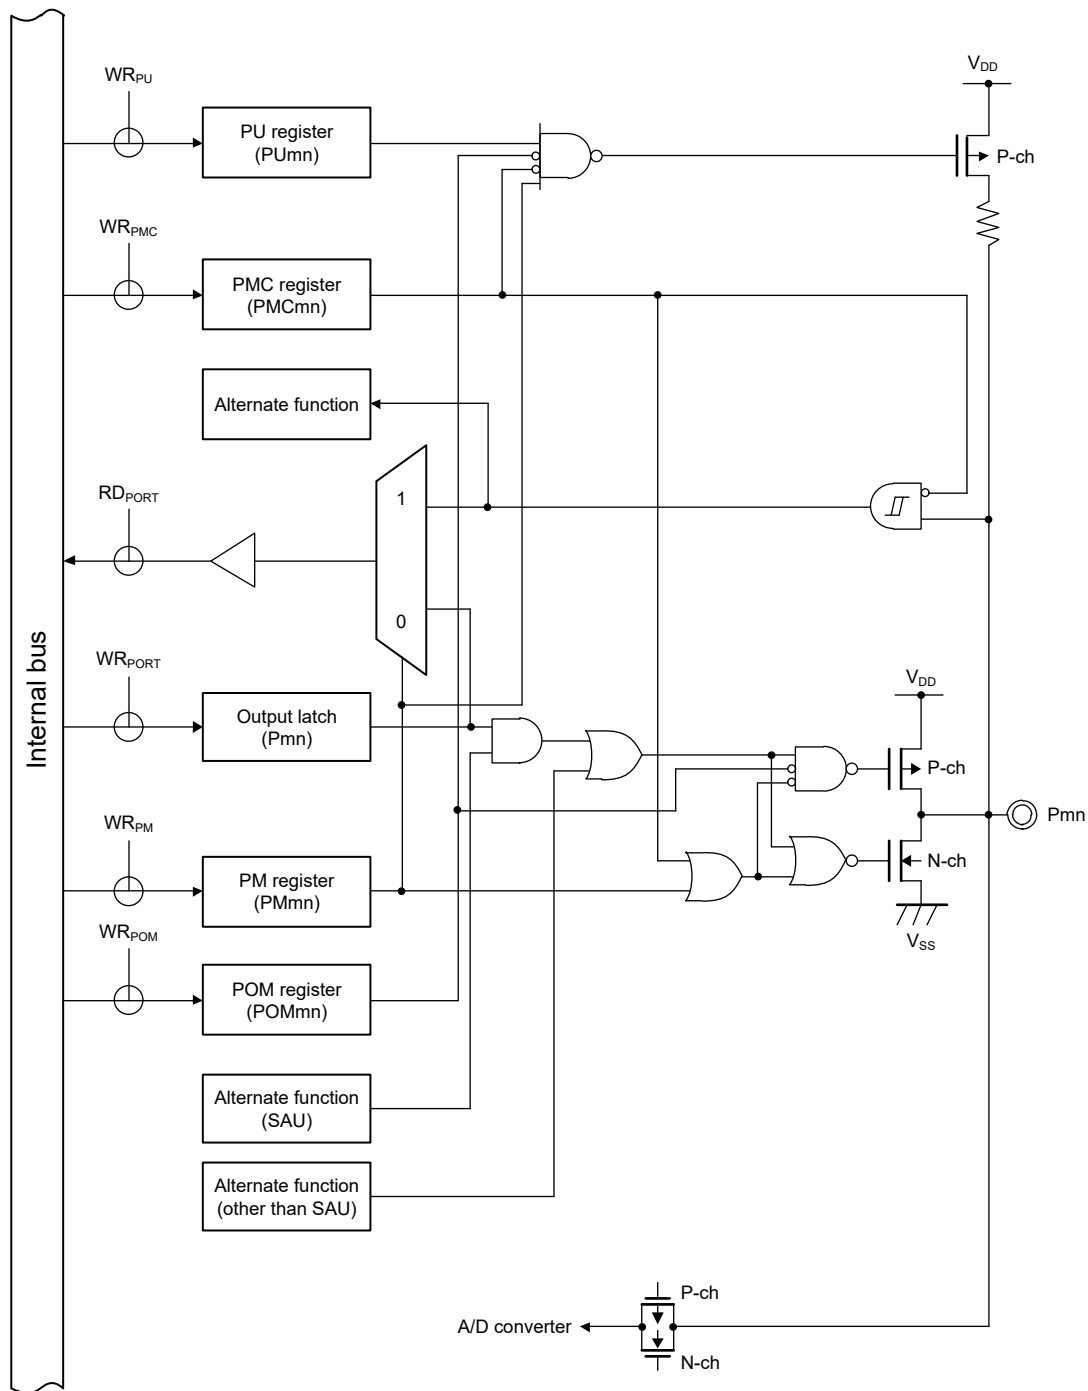 WRPU
VDD
PU register
(PUmn)
P-ch
WRPMC
PMC register
(PMCmn)
Alternate function
RDPORT
1
0
Internal bus
WRPORT
Output latch
(Pmn)
VDD
P-ch
Pmn
WRPM
PM register
(PMmn)
N-ch
VSS
WRPOM
POM register
(POMmn)
Alternate function
(SAU)
Alternate function
(other than SAU)
P-ch
A/D converter
N-ch